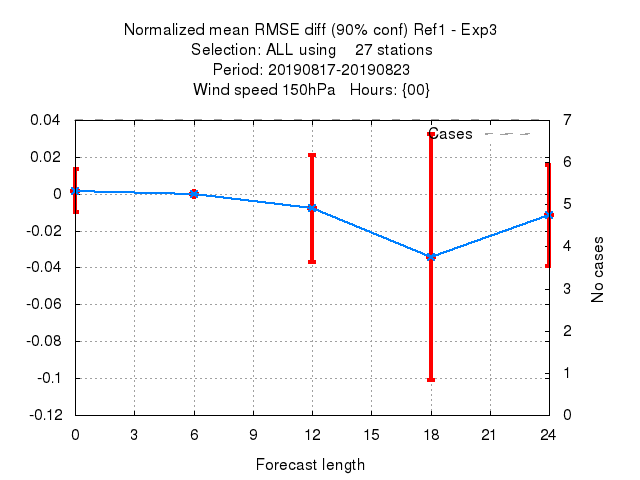 Normalized mean RMSE diff (90% conf) Ref1 - Exp3
Selection: ALL using    27 stations
Period: 20190817-20190823
Wind speed 150hPa   Hours: {00}
Cases
0.04
0.02
0
-0.02
-0.04
-0.06
-0.08
-0.1
-0.12
7
6
5
4
3
2
1
0
No cases
0 3 6 9 12 15 18 21 24
Forecast length